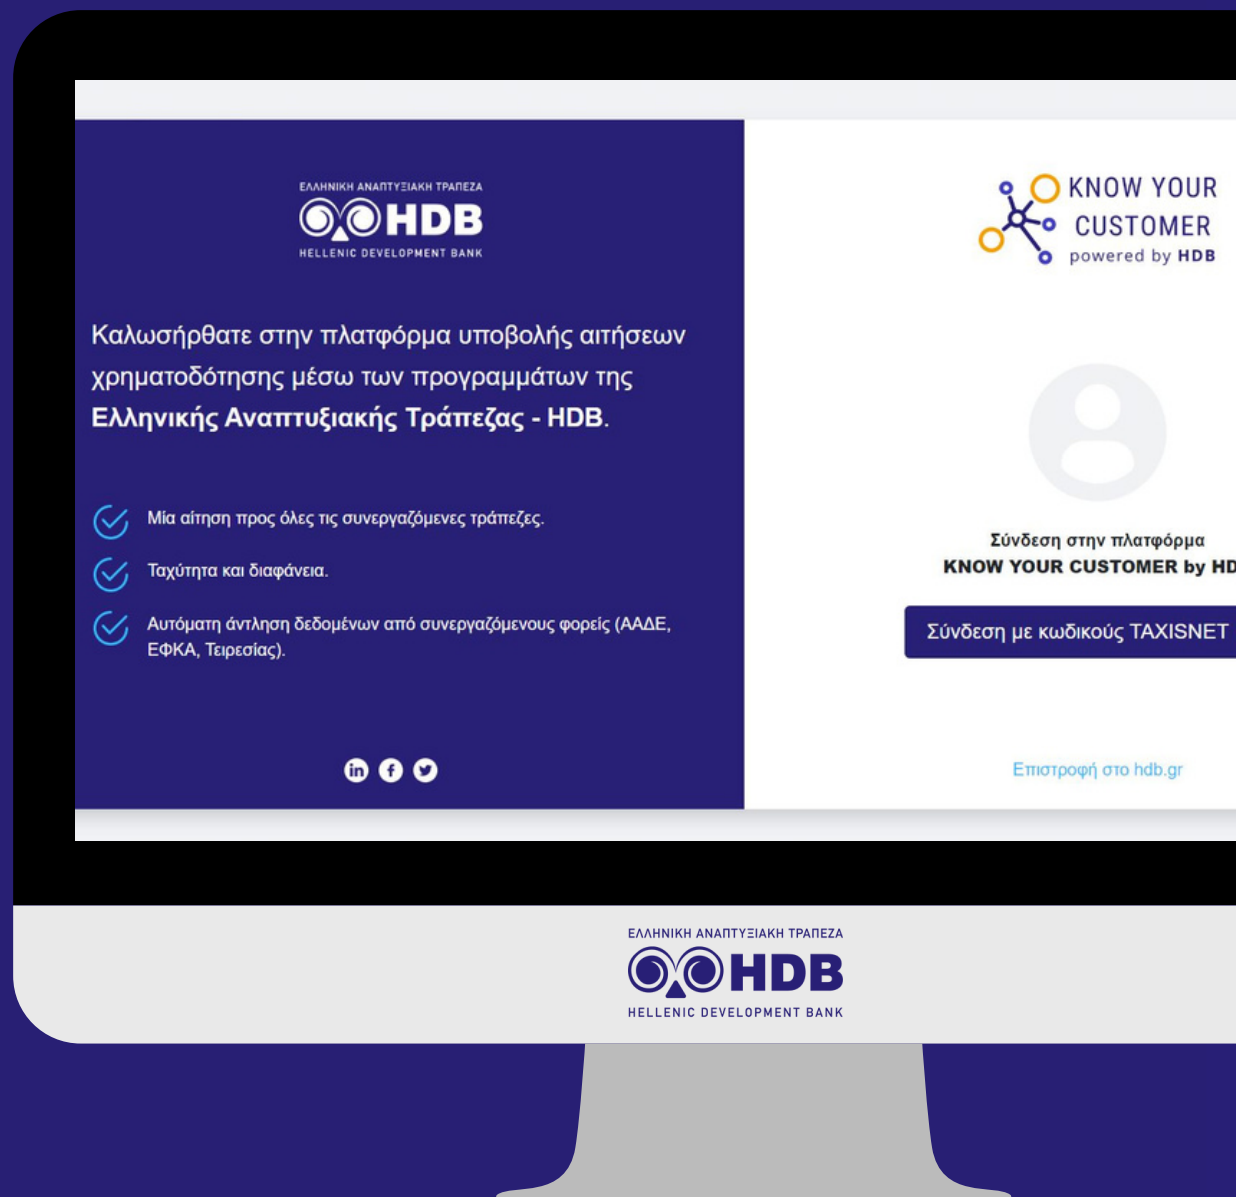 ΕΛΛΗΝΙΚΗ ΑΝΑΠΤΥΞΙΑΚΗ ΤΡΑΠΕΖΑ
HDB
HELLENIC DEVELOPMENT BANK
Καλωσήρθατε στην πλατφόρμα υποβολής αιτήσεων
χρηματοδότησης μέσω των προγραμμάτων της
Ελληνικής Αναπτυξιακής Τράπεζας - HDB.
Μία αίτηση προς όλες τις συνεργαζόμενες τράπεζες.
Ταχύτητα και διαφάνεια.
Αυτόματη άντληση δεδομένων από συνεργαζόμενους φορείς (ΑΑΔΕ,
ΕΦΚΑ, Τειρεσίας).
KNOW YOUR
CUSTOMER
powered by HDB
Σύνδεση στην πλατφόρμα
KNOW YOUR CUSTOMER by HD
Σύνδεση με κωδικούς TAXISNET
Επιστροφή στο hdb.gr
ΕΛΛΗΝΙΚΗ ΑΝΑΠΤΥΞΙΑΚΗ ΤΡΑΠΕΖΑ
HDB
HELLENIC DEVELOPMENT BANK